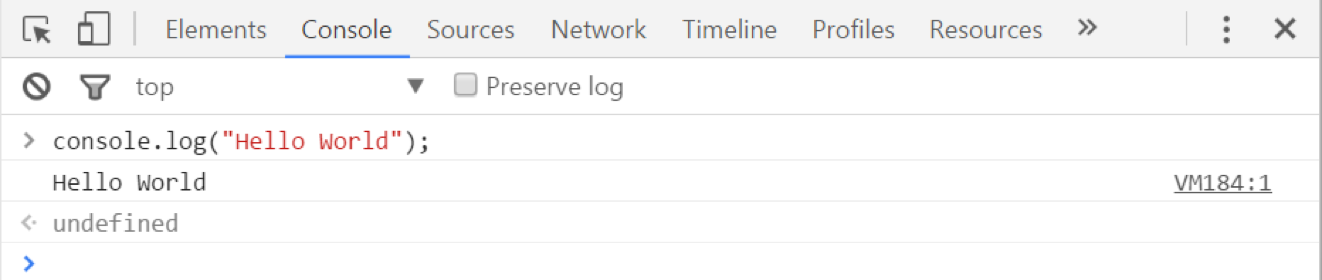 Elements Console Sources Network Timeline Profiles Resources »
top Preserve log
> console.log("Hello World");
Hello World VM184:1
undefined
>